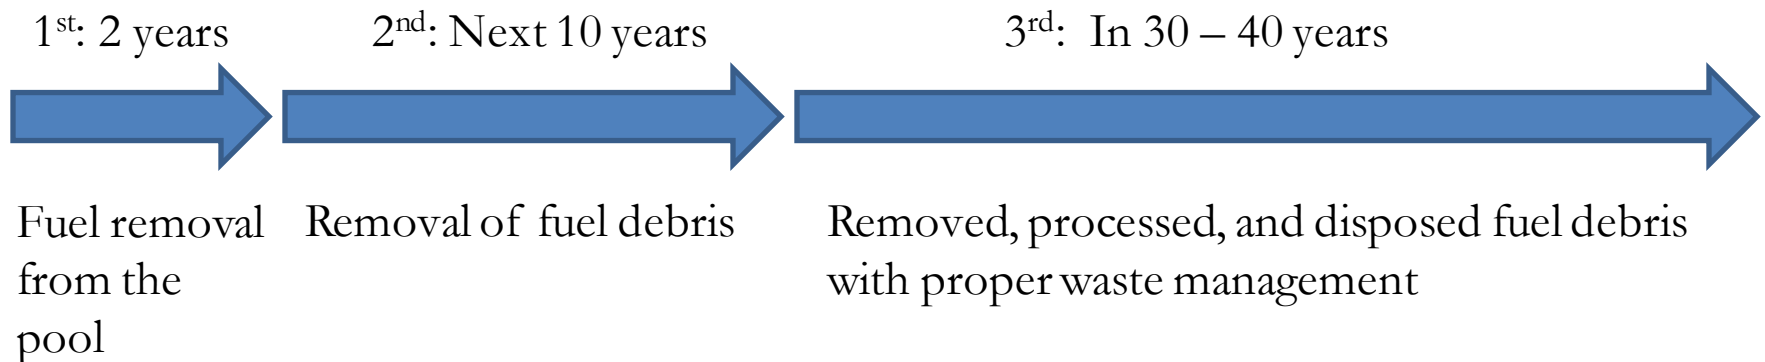 1st: 2 years
2nd: Next 10 years
3rd: In 30 – 40 years
Fuel removal
from the
pool
Removal of fuel debris
Removed, processed, and disposed fuel debris
with proper waste management